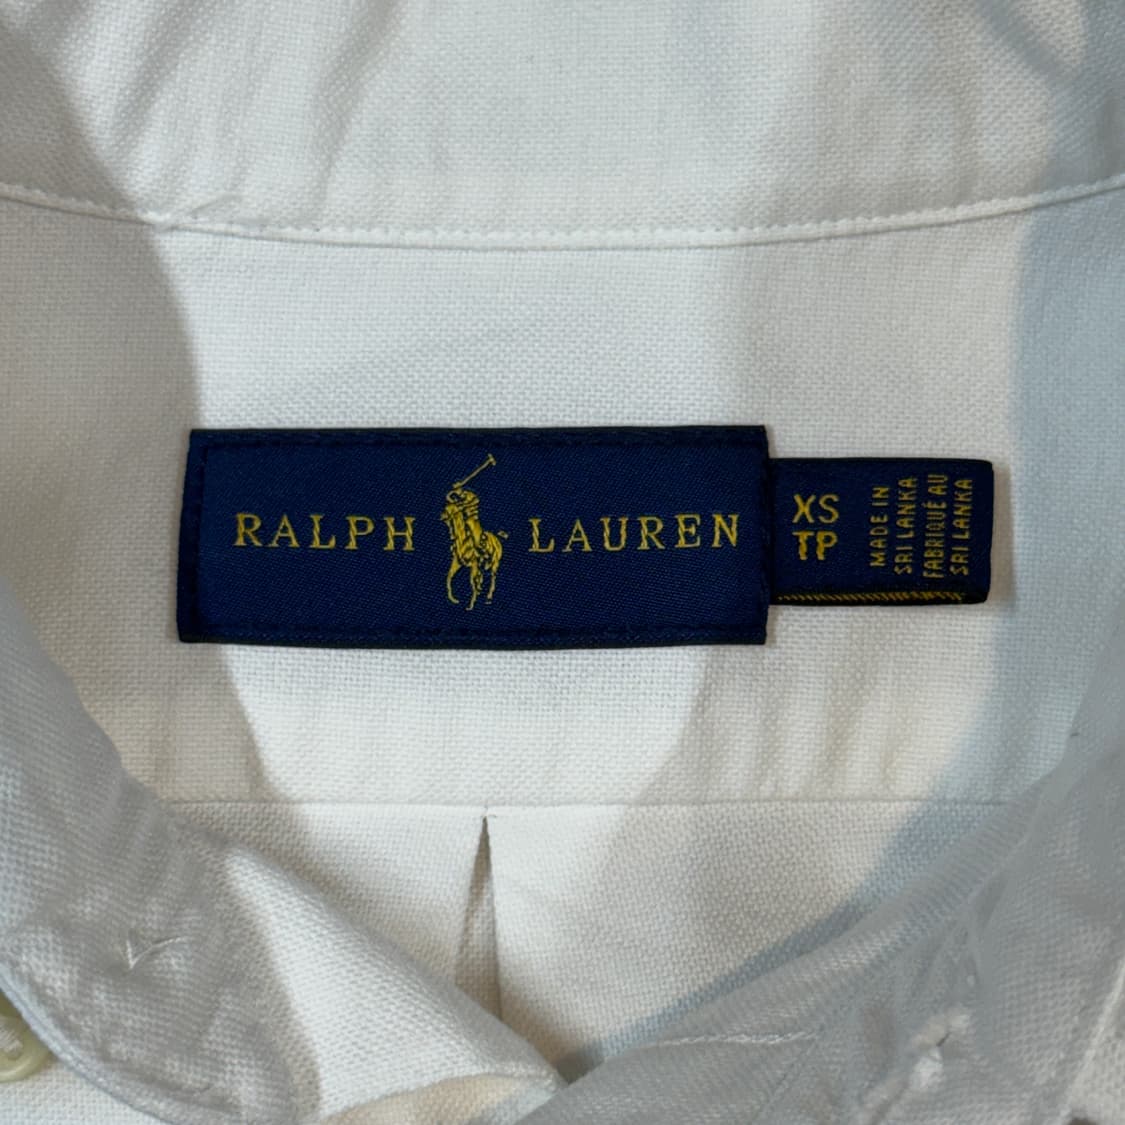 RALPH LAUREN
XS
TP
MADE IN
SRI LANKA
FABRIQUÉ AU
SRI LANKA